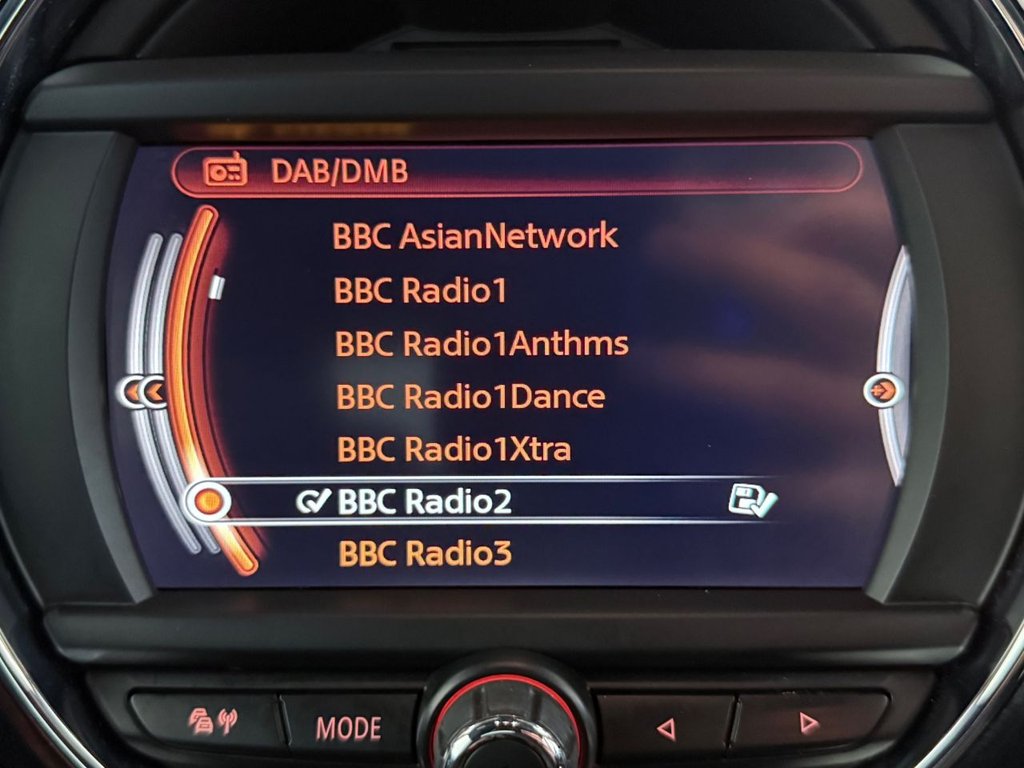 DAB/DMB
BBC AsianNetwork
BBC Radio1
BBC Radio1Anthms
BBC Radio1Dance
BBC Radio1Xtra
BBC Radio2
BBC Radio3
MODE